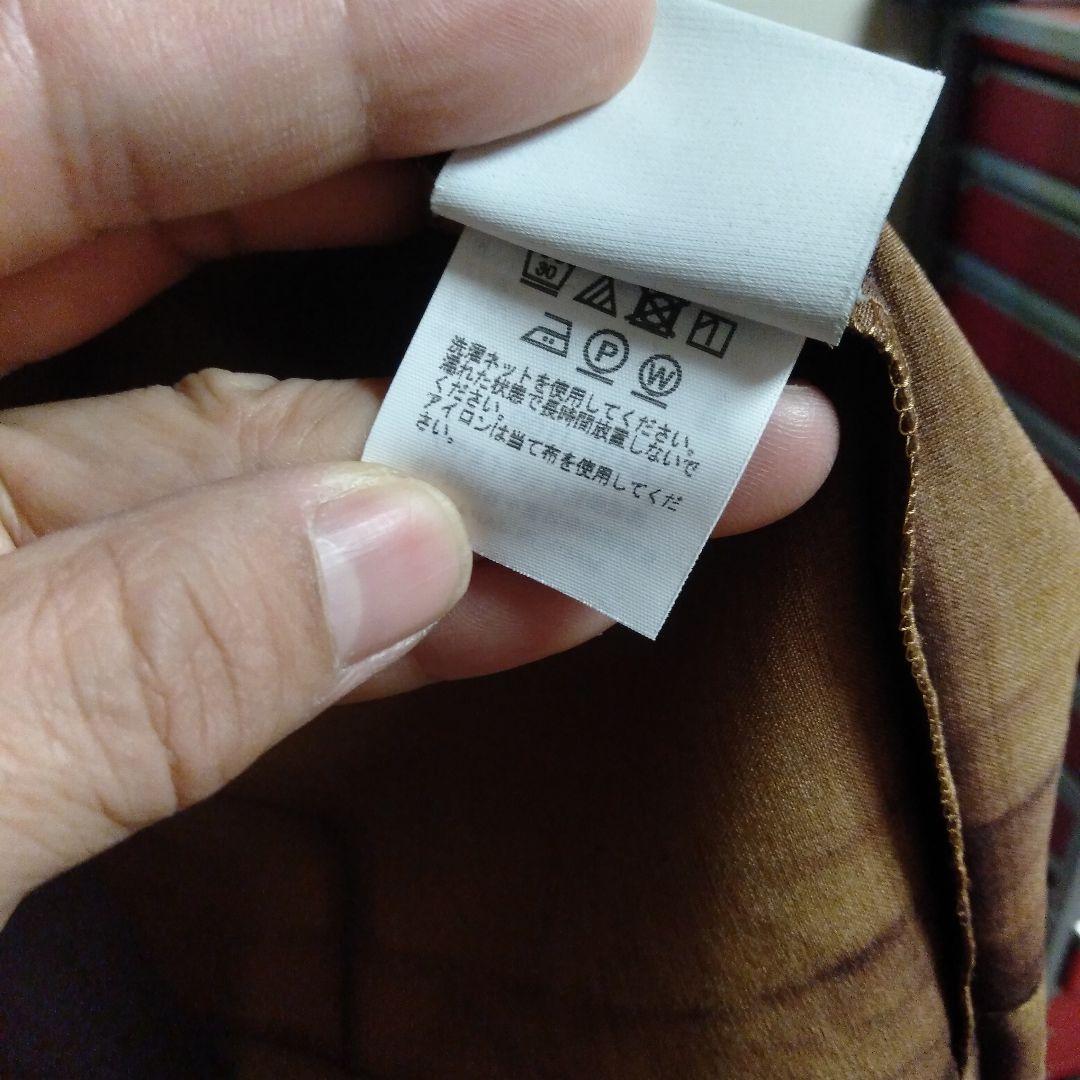 30
P W
洗濯ネットを使用してください。
濡れた状態で長時間放置しないで
ください。
アイロンは当て布を使用してくだ
さい。